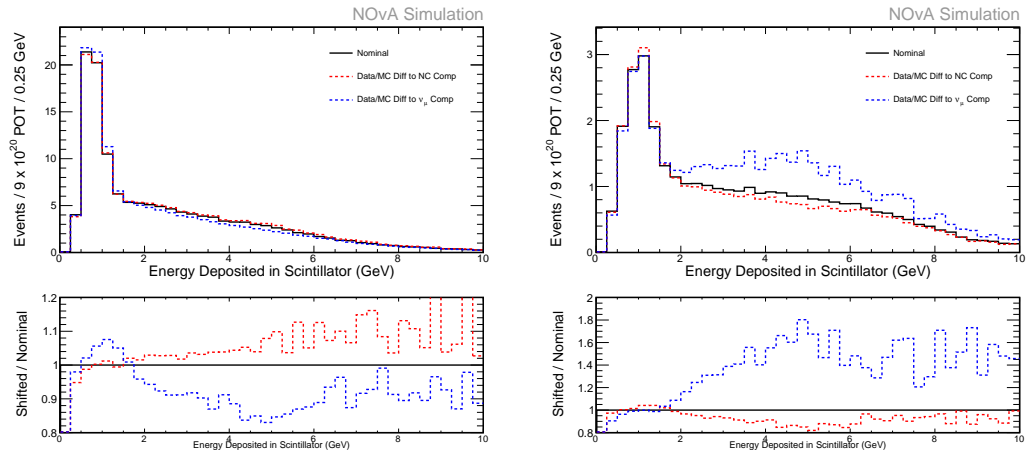 NOvA Simulation
Events / 9 x 10^20 POT / 0.25 GeV
20
15
10
5
0
Nominal
Data/MC Diff to NC Comp
Data/MC Diff to ν_μ Comp
0 2 4 6 8 10
Energy Deposited in Scintillator (GeV)
Shifted / Nominal
1.2
1.1
1
0.9
0.8
0 2 4 6 8 10
Energy Deposited in Scintillator (GeV)
NOvA Simulation
Events / 9 x 10^20 POT / 0.25 GeV
3
2
1
0
Nominal
Data/MC Diff to NC Comp
Data/MC Diff to ν_μ Comp
0 2 4 6 8 10
Energy Deposited in Scintillator (GeV)
Shifted / Nominal
2
1.8
1.6
1.4
1.2
1
0.8
0 2 4 6 8 10
Energy Deposited in Scintillator (GeV)